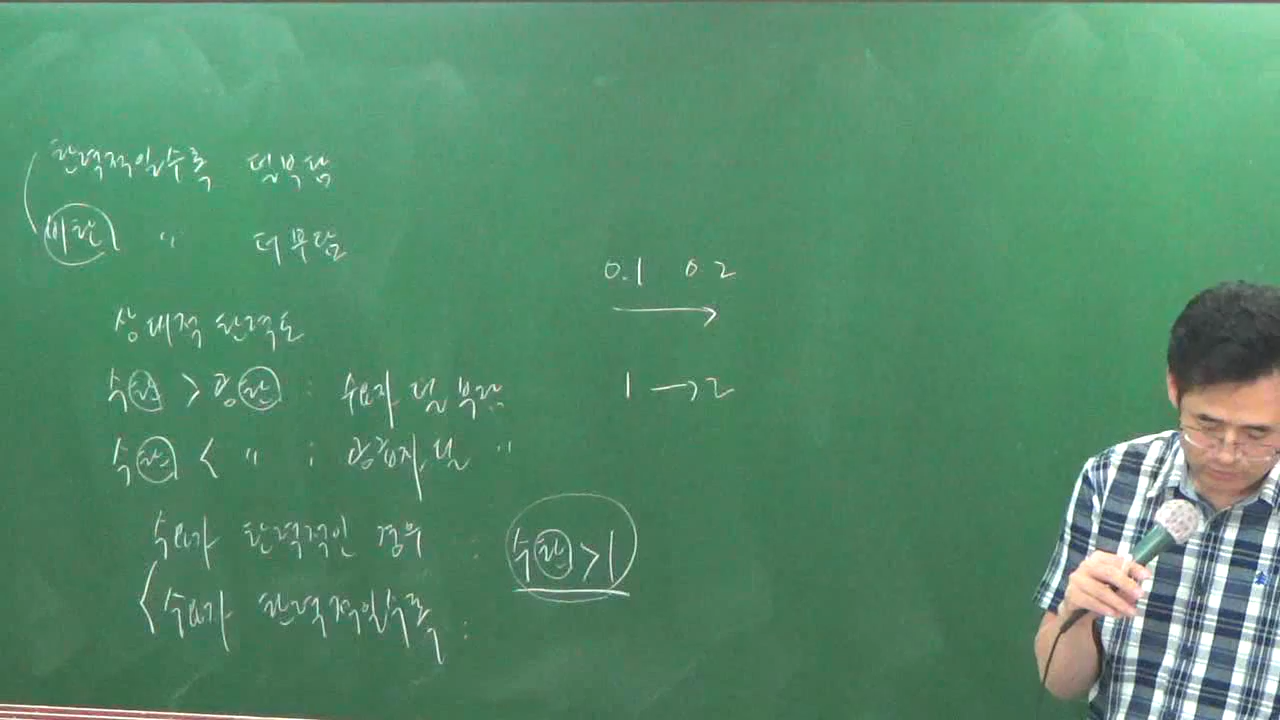 탄력적일수록 덜부담
비탄 " 더부담
상대적 탄력도
수탄 > 공탄 : 수요자 덜 부담
수탄 < " : 공급자 덜 "
수요가 탄력적인 경우 : 수탄 > 1
수요가 탄력적일수록 :
0.1 0.2
→
1 → 2